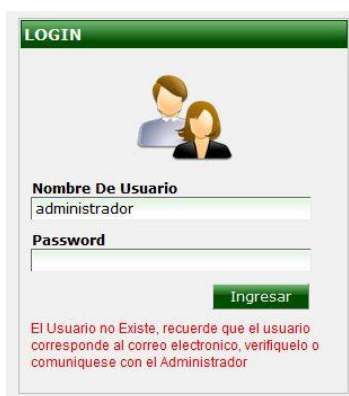 LOGIN
Nombre De Usuario
administrador
Password
Ingresar
El Usuario no Existe, recuerde que el usuario
corresponde al correo electronico, verifiquelo o
comuniquese con el Administrador